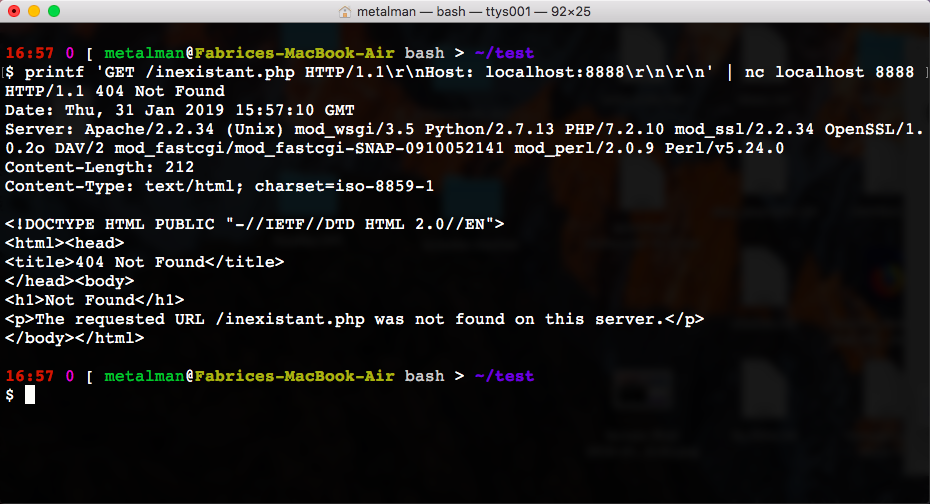 metalman — bash — ttys001 — 92×25
16:57 0 [ metalman@Fabrices-MacBook-Air bash > ~/test
$ printf 'GET /inexistant.php HTTP/1.1\r\nHost: localhost:8888\r\n\r\n' | nc localhost 8888
HTTP/1.1 404 Not Found
Date: Thu, 31 Jan 2019 15:57:10 GMT
Server: Apache/2.2.34 (Unix) mod_wsgi/3.5 Python/2.7.13 PHP/7.2.10 mod_ssl/2.2.34 OpenSSL/1.
0.2o DAV/2 mod_fastcgi/mod_fastcgi-SNAP-0910052141 mod_perl/2.0.9 Perl/v5.24.0
Content-Length: 212
Content-Type: text/html; charset=iso-8859-1
<!DOCTYPE HTML PUBLIC "-//IETF//DTD HTML 2.0//EN">
<html><head>
<title>404 Not Found</title>
</head><body>
<h1>Not Found</h1>
<p>The requested URL /inexistant.php was not found on this server.</p>
</body></html>
16:57 0 [ metalman@Fabrices-MacBook-Air bash > ~/test
$